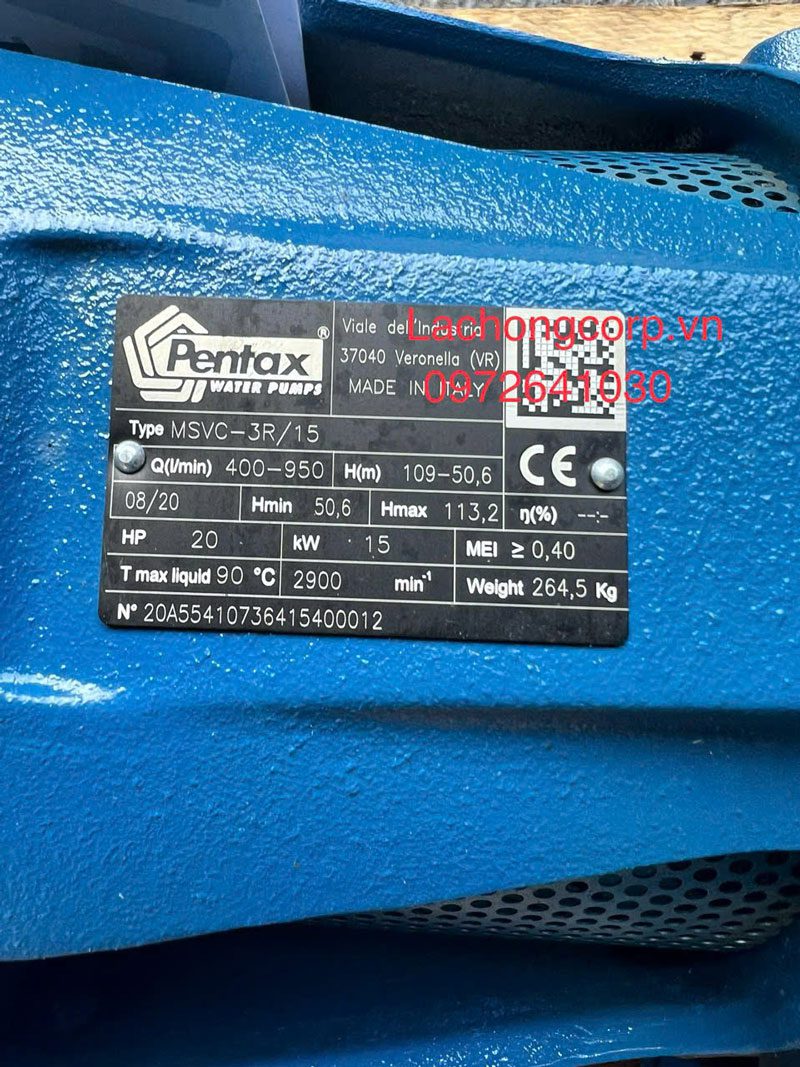 Pentax ®
WATER PUMPS
Viale dell'Industria
37040 Veronella (VR)
MADE IN ITALY
Lachongcorp.vn
0972641030
Type MSVC-3R/15
CE
Q(l/min) 400-950 H(m) 109-50,6
08/20 Hmin 50,6 Hmax 113,2 η(%) --:-
HP 20 kW 15 MEI ≥ 0,40
T max liquid 90 °C 2900 min⁻¹ Weight 264,5 Kg
N° 20A55410736415400012